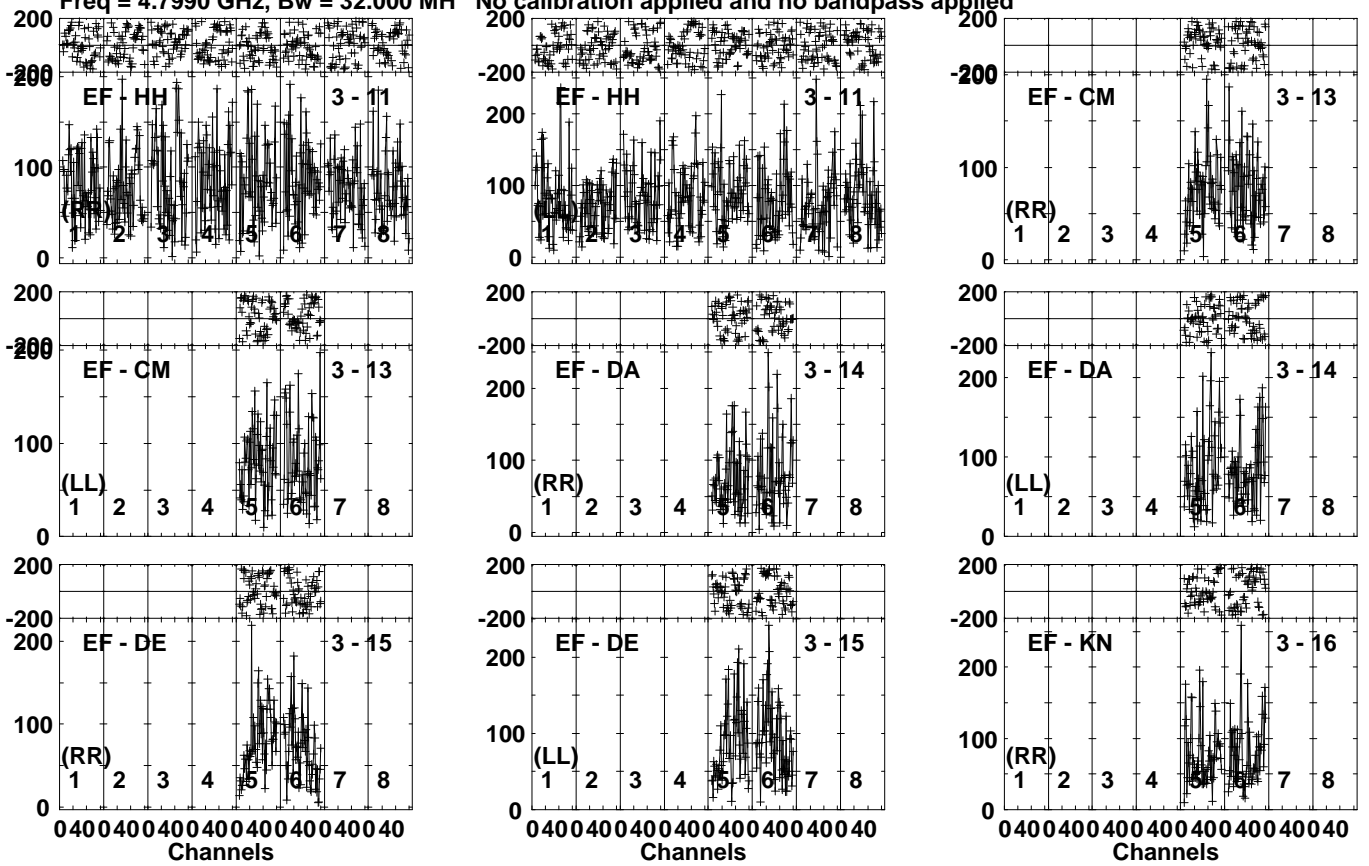 Freq = 4.7990 GHz, Bw = 32.000 MH No calibration applied and no bandpass applied
200
-200
200
EF - HH 3 - 11
100
(RR)
1 2 3 4 5 6 7 8
0
200
-200
EF - HH 3 - 11
200
100
(LL)
1 2 3 4 5 6 7 8
0
200
-200
200
EF - CM 3 - 13
100
(RR)
1 2 3 4 5 6 7 8
0
200
-200
200
EF - CM 3 - 13
100
(LL)
1 2 3 4 5 6 7 8
0
200
-200
EF - DA 3 - 14
200
100
(RR)
1 2 3 4 5 6 7 8
0
200
-200
EF - DA 3 - 14
200
100
(LL)
1 2 3 4 5 6 7 8
0
200
-200
EF - DE 3 - 15
200
100
(RR)
1 2 3 4 5 6 7 8
0
0 40 0 40 0 40 0 40 0 40 0 40 0 40 0 40
Channels
200
-200
EF - DE 3 - 15
200
100
(LL)
1 2 3 4 5 6 7 8
0
0 40 0 40 0 40 0 40 0 40 0 40 0 40 0 40
200
-200
EF - KN 3 - 16
200
100
(RR)
1 2 3 4 5 6 7 8
0
0 40 0 40 0 40 0 40 0 40 0 40 0 40 0 40
Channels